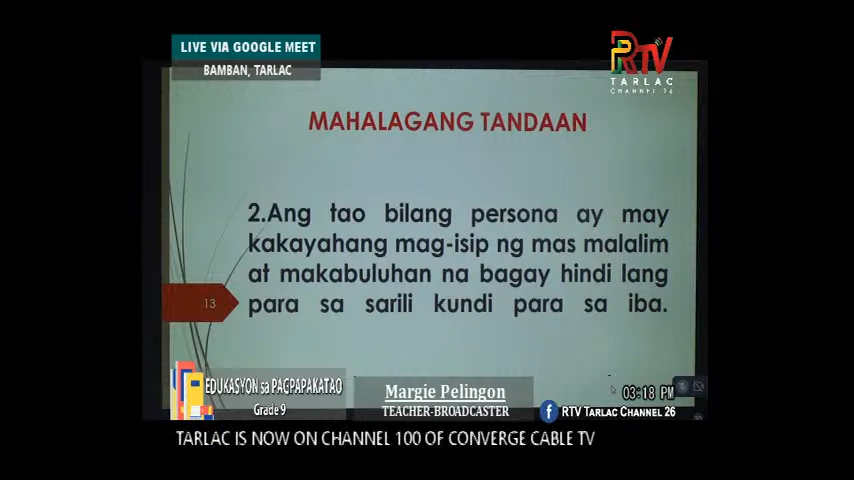 LIVE VIA GOOGLE MEET
BAMBAN, TARLAC
RTV
TARLAC
CHANNEL 26
MAHALAGANG TANDAAN
2.Ang tao bilang persona ay may
kakayahang mag-isip ng mas malalim
at makabuluhan na bagay hindi lang
para sa sarili kundi para sa iba.
13
EDUKASYON sa PAGPAPAKATAO
Grade 9
Margie Pelingon
TEACHER-BROADCASTER
03:18 PM
RTV TARLAC CHANNEL 26
TARLAC IS NOW ON CHANNEL 100 OF CONVERGE CABLE TV